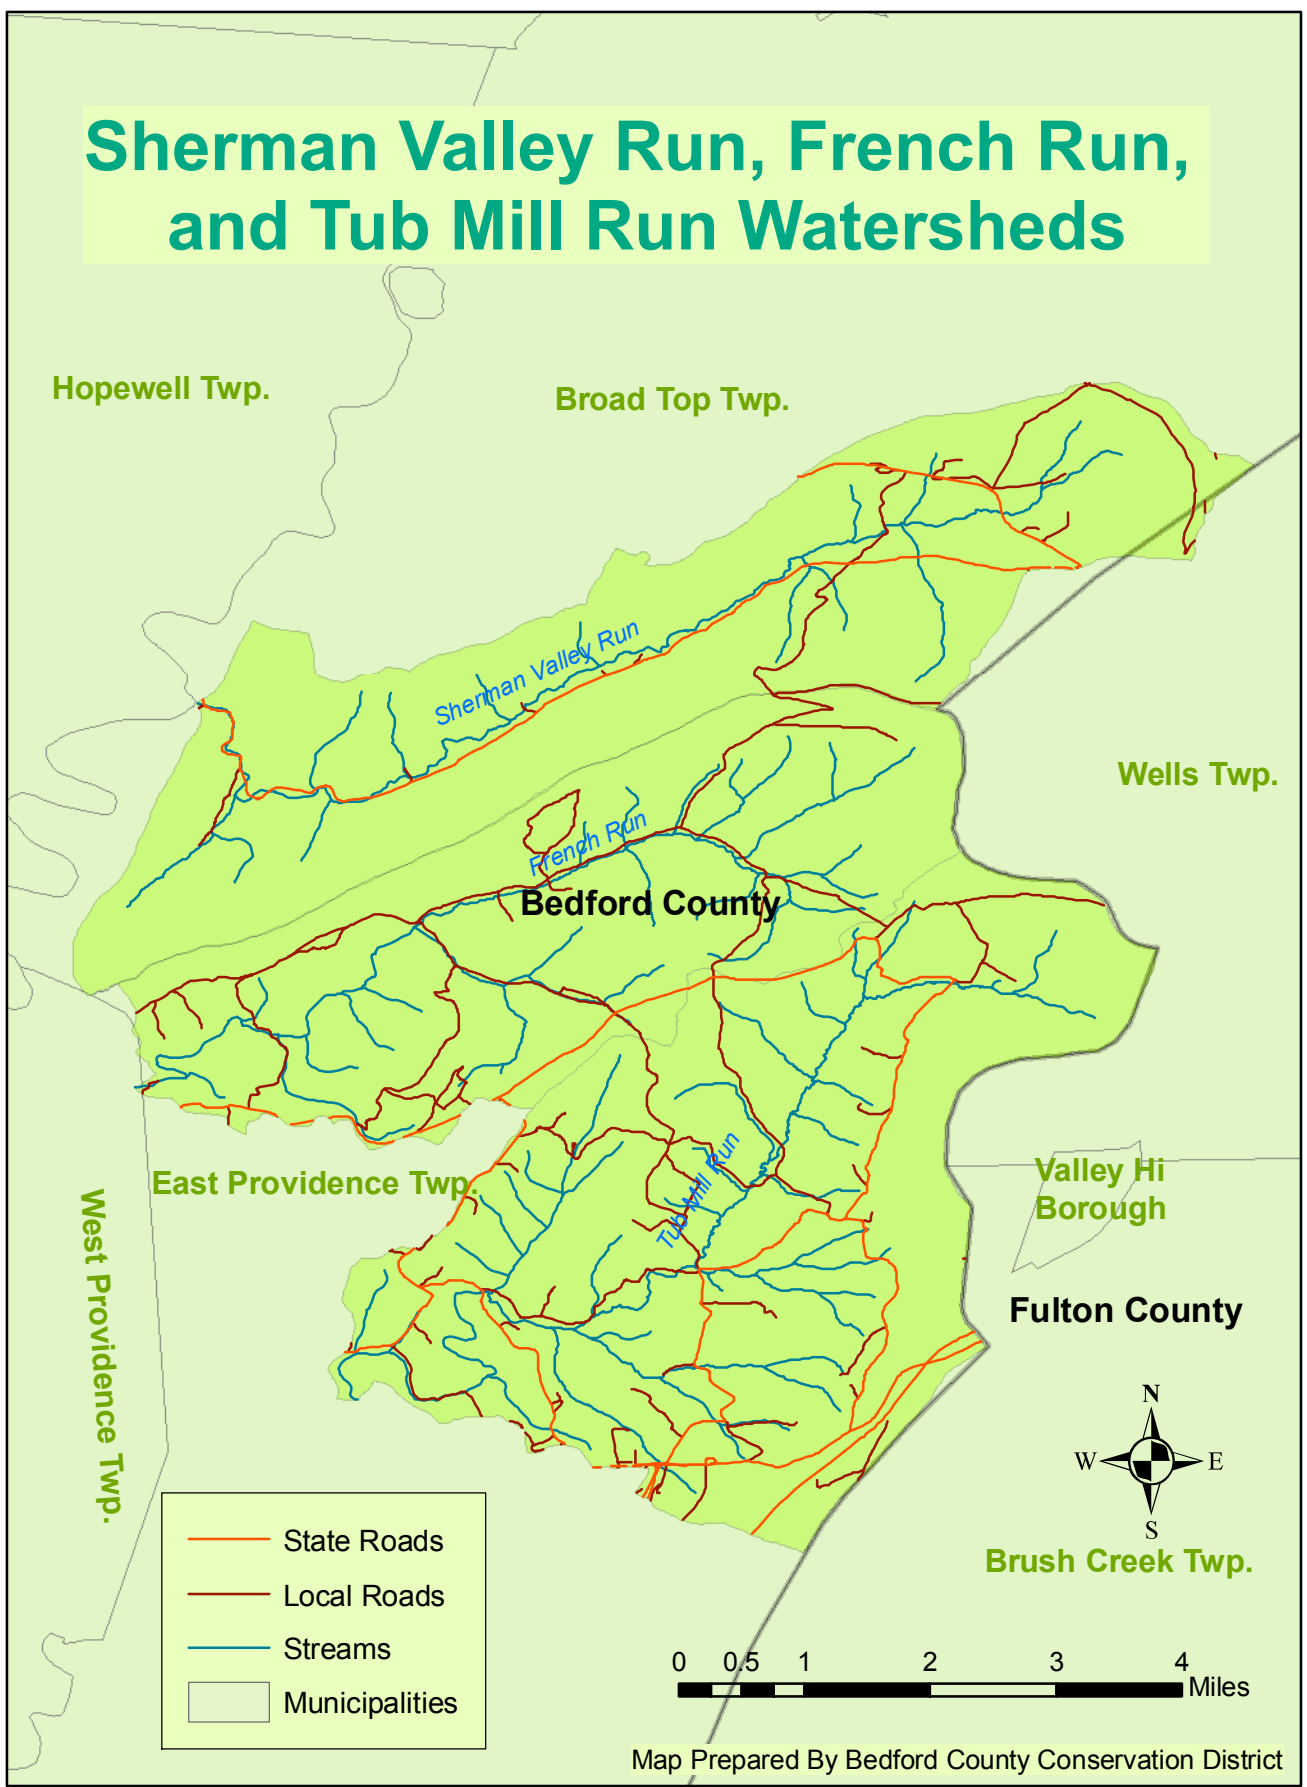 Sherman Valley Run, French Run,
and Tub Mill Run Watersheds
Hopewell Twp.
Broad Top Twp.
Sherman Valley Run
Wells Twp.
French Run
Bedford County
East Providence Twp.
Tub Mill Run
Valley Hi
Borough
West Providence Twp.
Fulton County
N
W
E
S
Brush Creek Twp.
State Roads
Local Roads
Streams
Municipalities
0 0.5 1 2 3 4
Miles
Map Prepared By Bedford County Conservation District